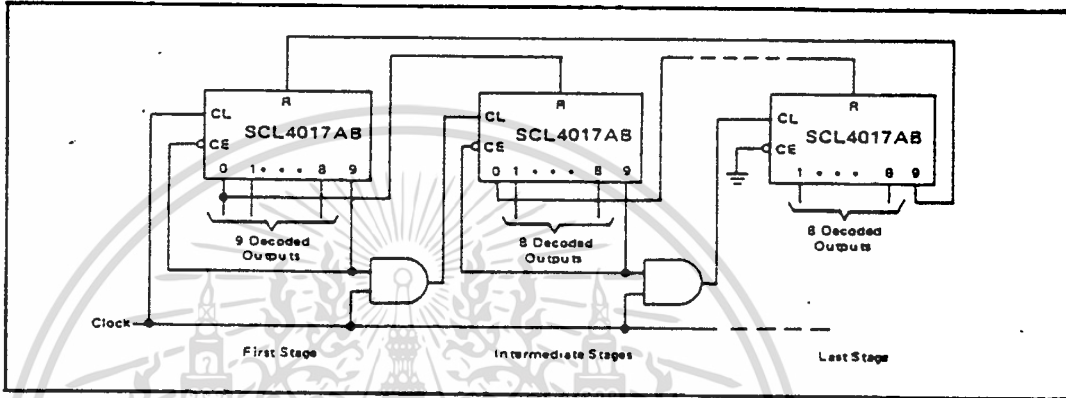 R
CL
SCL4017AB
CE
0 1 • • • 8 9
9 Decoded
Outputs
R
CL
SCL4017AB
CE
0 1 • • • 8 9
8 Decoded
Outputs
R
CL
SCL4017AB
CE
1 • • • 8 9
8 Decoded
Outputs
Clock
First Stage
Intermediate Stages
Last Stage